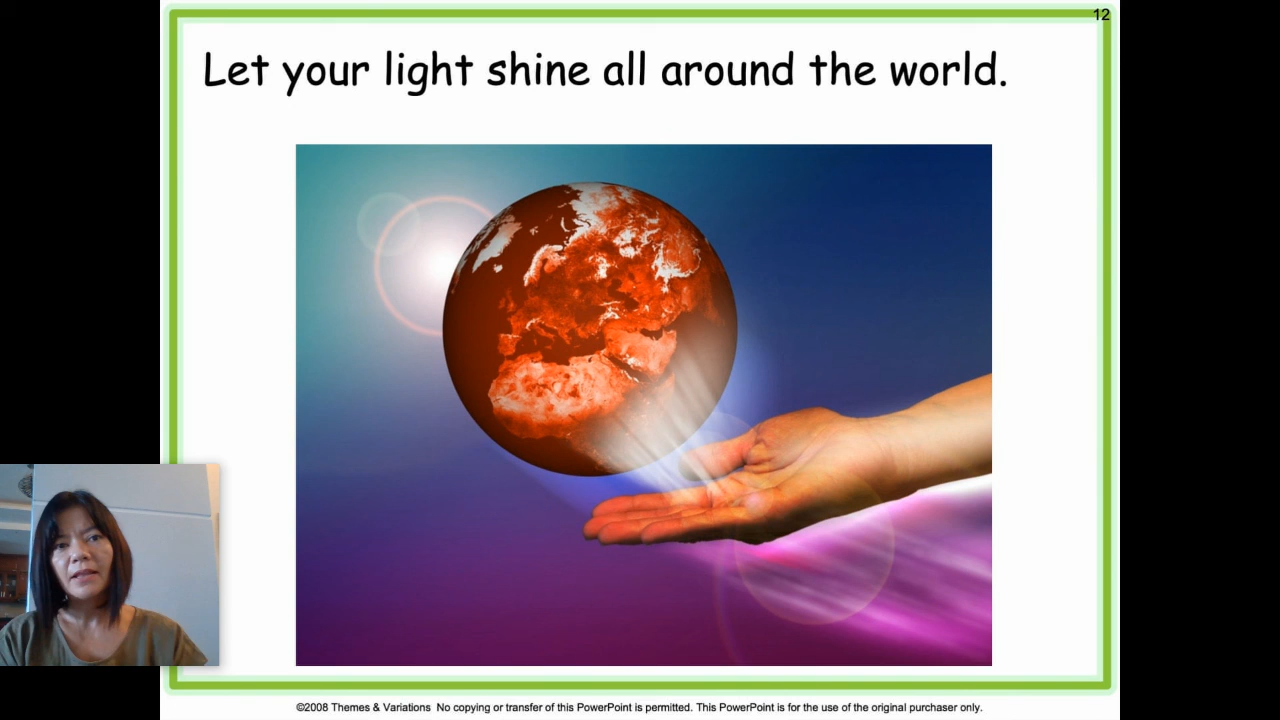 12
Let your light shine all around the world.
©2008 Themes & Variations No copying or transfer of this PowerPoint is permitted. This PowerPoint is for the use of the original purchaser only.